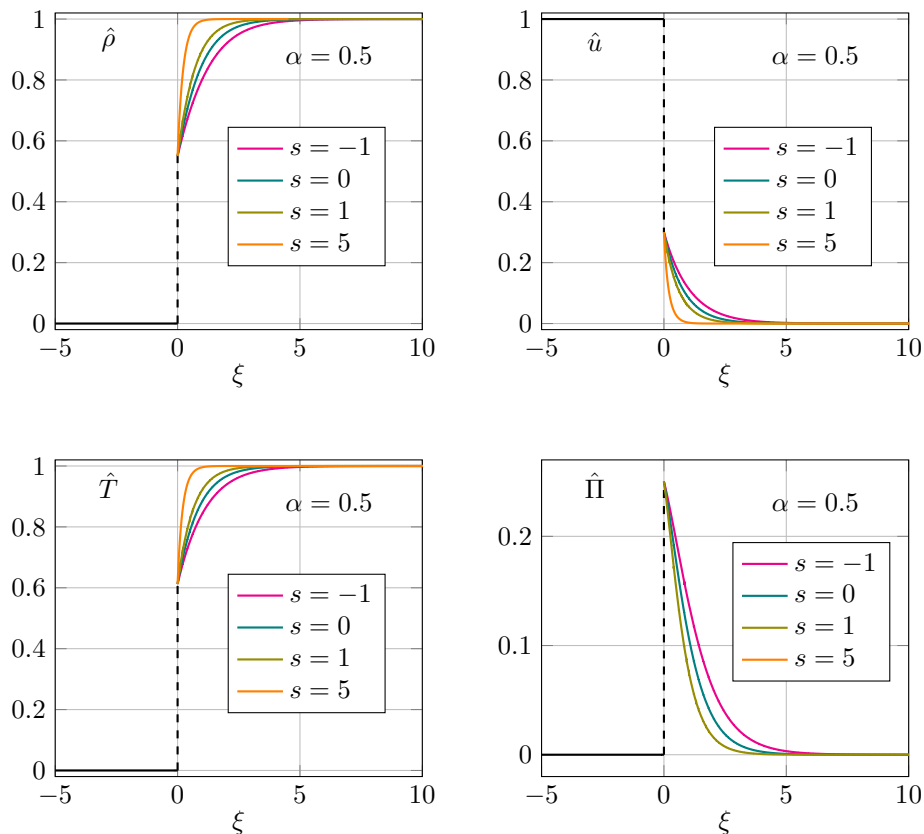 1
0.8
0.6
0.4
0.2
0
−5
0
5
10
ξ
ρ̂
α = 0.5
s = −1
s = 0
s = 1
s = 5
1
0.8
0.6
0.4
0.2
0
−5
0
5
10
ξ
û
α = 0.5
s = −1
s = 0
s = 1
s = 5
1
0.8
0.6
0.4
0.2
0
−5
0
5
10
ξ
T̂
α = 0.5
s = −1
s = 0
s = 1
s = 5
0.2
0.1
0
−5
0
5
10
ξ
Π̂
α = 0.5
s = −1
s = 0
s = 1
s = 5